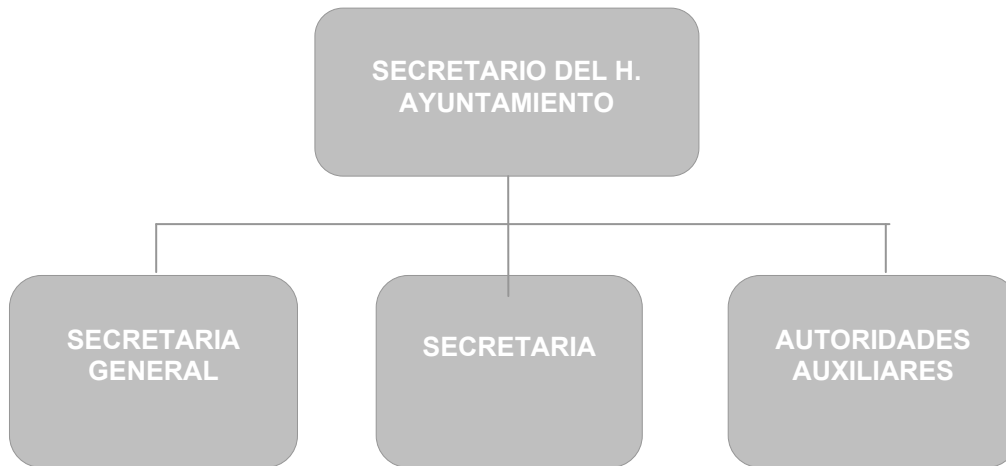 SECRETARIO DEL H.
AYUNTAMIENTO
SECRETARIA
GENERAL
SECRETARIA
AUTORIDADES
AUXILIARES